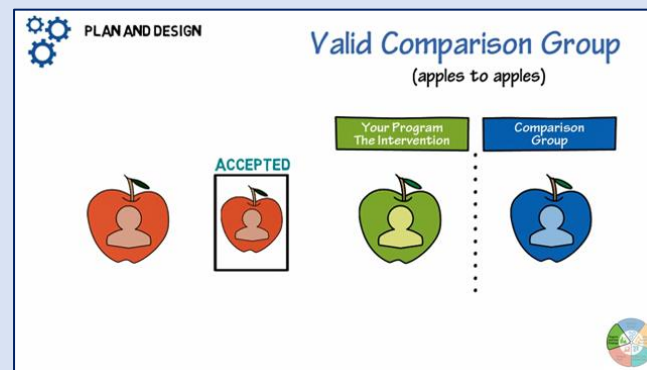 PLAN AND DESIGN
Valid Comparison Group
(apples to apples)
Your Program
The Intervention
Comparison
Group
ACCEPTED